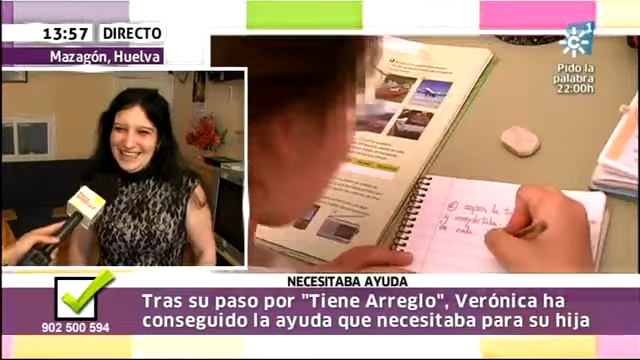 13:57 DIRECTO
Mazagón, Huelva
1
Pido la
palabra
22:00h
NECESITABA AYUDA
Tras su paso por "Tiene Arreglo", Verónica ha
conseguido la ayuda que necesitaba para su hija
902 500 594